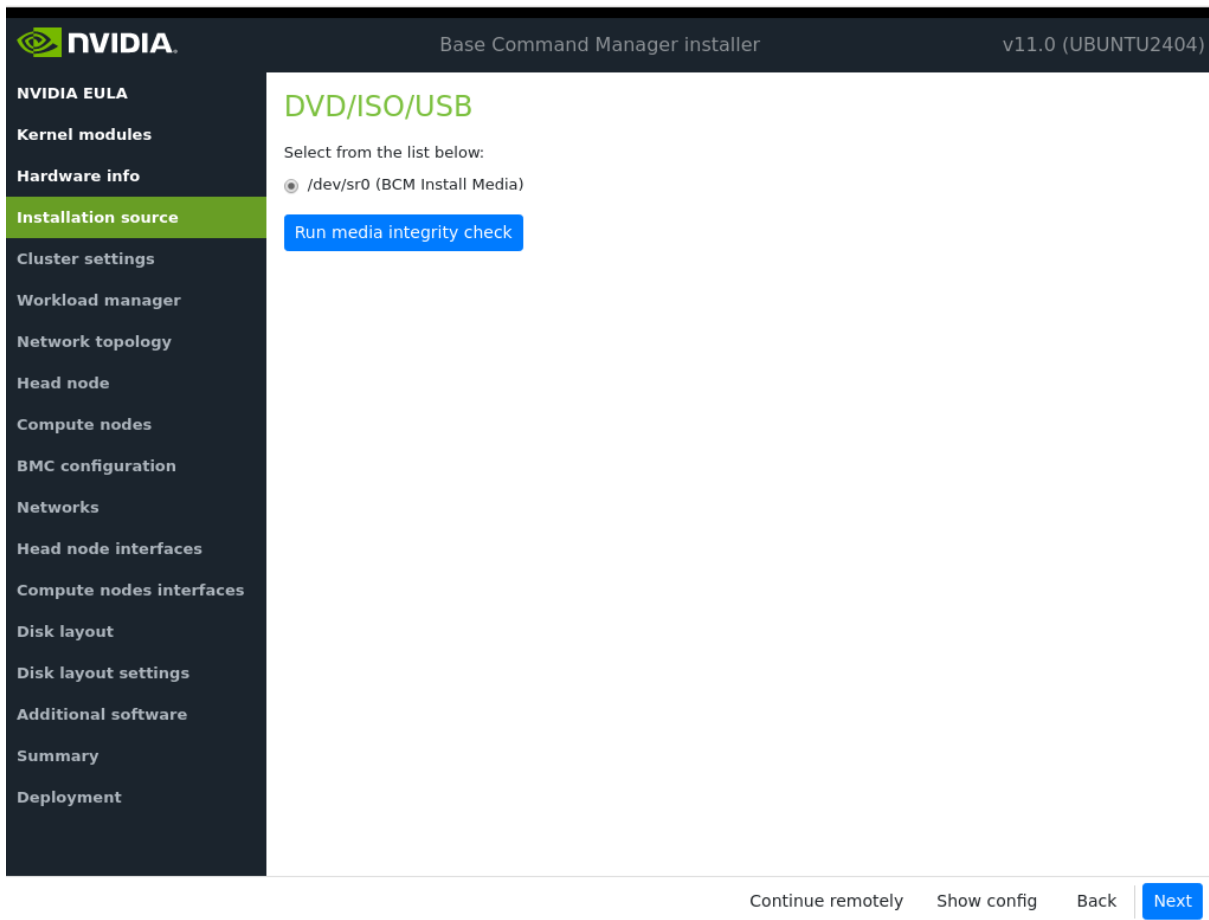 NVIDIA.
Base Command Manager installer
v11.0 (UBUNTU2404)
NVIDIA EULA
Kernel modules
Hardware info
Installation source
Cluster settings
Workload manager
Network topology
Head node
Compute nodes
BMC configuration
Networks
Head node interfaces
Compute nodes interfaces
Disk layout
Disk layout settings
Additional software
Summary
Deployment
DVD/ISO/USB
Select from the list below:
/dev/sr0 (BCM Install Media)
Run media integrity check
Continue remotely
Show config
Back
Next